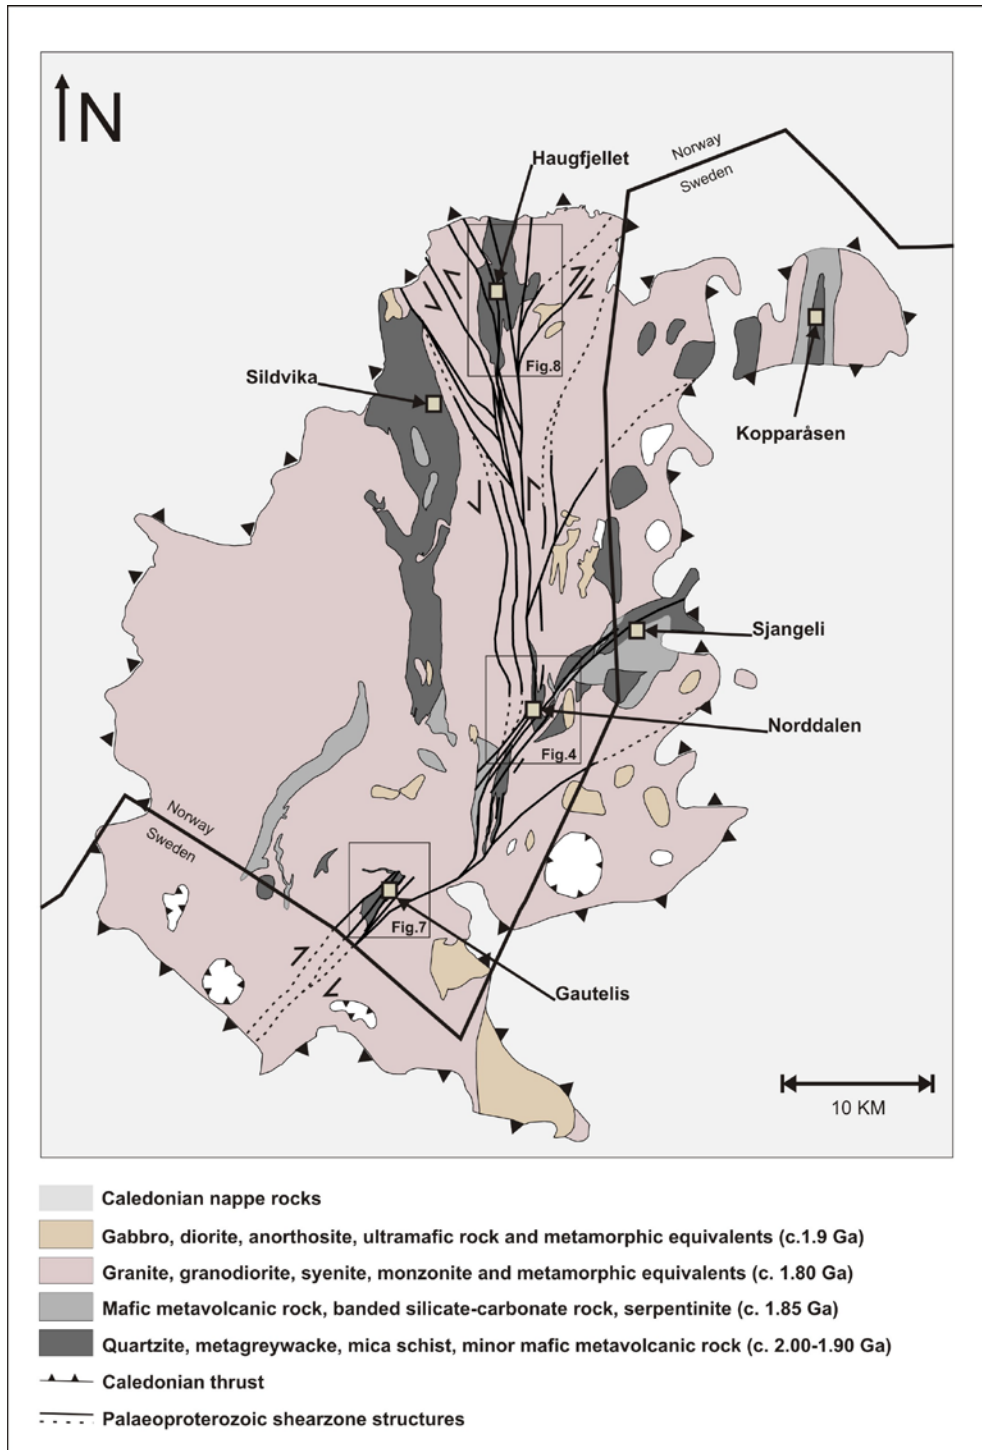 N
Haugfjellet
Norway
Sweden
Fig.8
Sildvika
Kopparåsen
Sjangeli
Norddalen
Fig.4
Norway
Sweden
Fig.7
Gautelis
10 KM
Caledonian nappe rocks
Gabbro, diorite, anorthosite, ultramafic rock and metamorphic equivalents (c.1.9 Ga)
Granite, granodiorite, syenite, monzonite and metamorphic equivalents (c. 1.80 Ga)
Mafic metavolcanic rock, banded silicate-carbonate rock, serpentinite (c. 1.85 Ga)
Quartzite, metagreywacke, mica schist, minor mafic metavolcanic rock (c. 2.00-1.90 Ga)
Caledonian thrust
Palaeoproterozoic shearzone structures